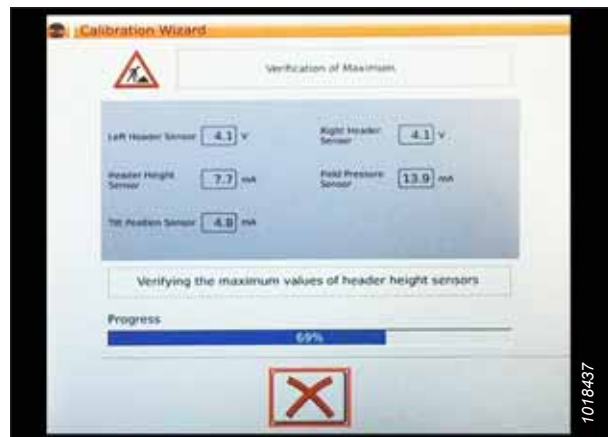 Calibration Wizard
Verification of Maximum
Left Header Sensor 4.1 V
Right Header Sensor 4.1 V
Header Height Sensor 7.7 mA
Field Pressure Sensor 13.9 mA
Tilt Position Sensor 4.8 mA
Verifying the maximum values of header height sensors
Progress
69%
1018437